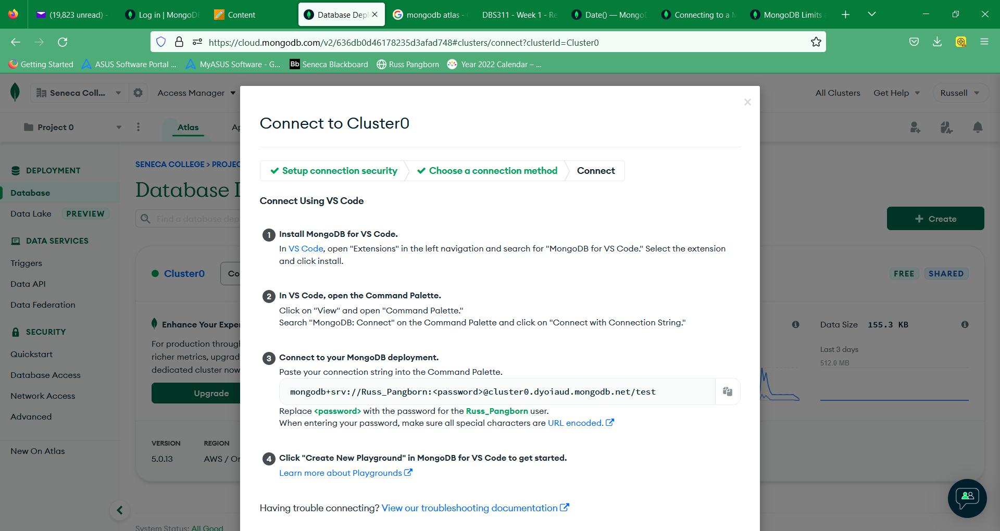 (19,823 unread) -
Log in | MongoDB
Content
Database Depl
mongodb atlas -
DBS311 - Week 1 - Re
Date() — Mongo
Connecting to a
MongoDB Limits
https://cloud.mongodb.com/v2/636db0d46178235d3afad748#clusters/connect?clusterId=Cluster0
Getting Started
ASUS Software Portal ...
MyASUS Software - G...
Bb Seneca Blackboard
Russ Pangborn
Year 2022 Calendar – ...
Seneca Coll...
Access Manager
All Clusters
Get Help
Russell
Project 0
Atlas
Ap
DEPLOYMENT
Database
Data Lake PREVIEW
DATA SERVICES
Triggers
Data API
Data Federation
SECURITY
Quickstart
Database Access
Network Access
Advanced
New On Atlas
SENECA COLLEGE > PROJEC
Database D
Find a database dep
Create
Cluster0
Co
FREE SHARED
Enhance Your Exper
For production through
richer metrics, upgrad
dedicated cluster now
Upgrade
VERSION REGION
5.0.13 AWS / Or
Data Size 155.3 KB
Last 3 days
512.0 MB
System Status: All Good
Connect to Cluster0
Setup connection security
Choose a connection method
Connect
Connect Using VS Code
1 Install MongoDB for VS Code.
In VS Code, open "Extensions" in the left navigation and search for "MongoDB for VS Code." Select the extension
and click install.
2 In VS Code, open the Command Palette.
Click on "View" and open "Command Palette."
Search "MongoDB: Connect" on the Command Palette and click on "Connect with Connection String."
3 Connect to your MongoDB deployment.
Paste your connection string into the Command Palette.
mongodb+srv://Russ_Pangborn:<password>@cluster0.dyoiaud.mongodb.net/test
Replace <password> with the password for the Russ_Pangborn user.
When entering your password, make sure all special characters are URL encoded.
4 Click "Create New Playground" in MongoDB for VS Code to get started.
Learn more about Playgrounds
Having trouble connecting? View our troubleshooting documentation